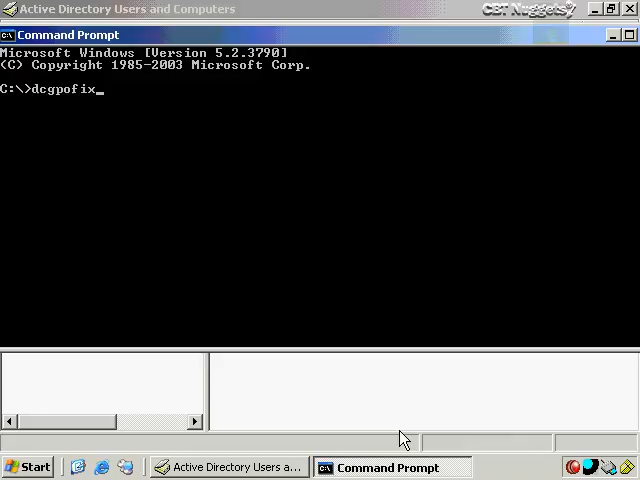 Active Directory Users and Computers
CBT Nuggets
Command Prompt
Microsoft Windows [Version 5.2.3790]
(C) Copyright 1985-2003 Microsoft Corp.
C:\>dcgpofix_
Start
Active Directory Users a...
Command Prompt